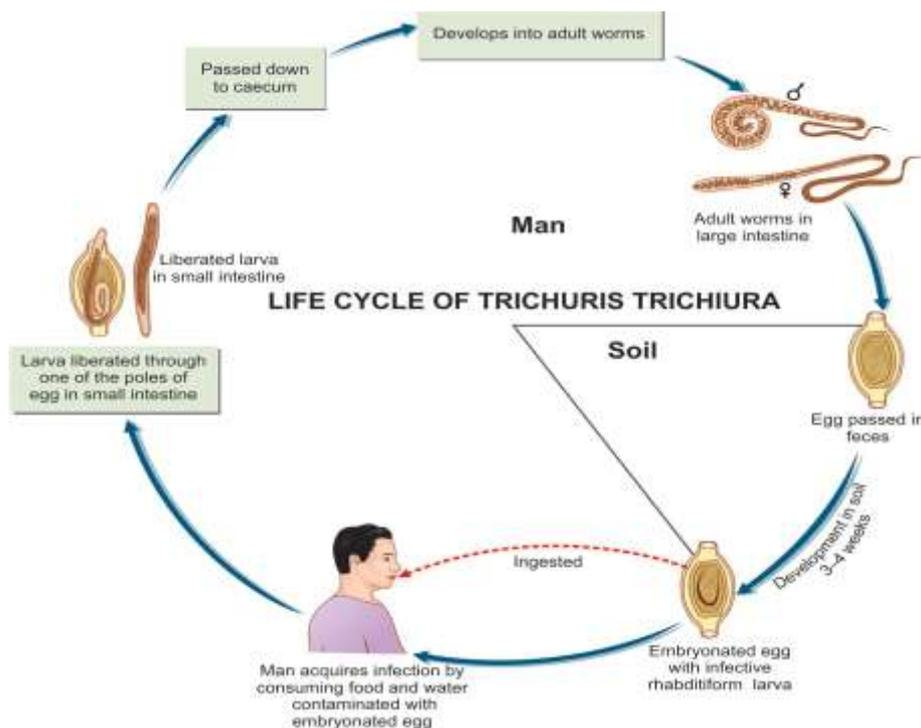 Develops into adult worms
Passed down
to caecum
♂
♀
Adult worms in
large intestine
Man
Liberated larva
in small intestine
LIFE CYCLE OF TRICHURIS TRICHIURA
Soil
Larva liberated through
one of the poles of
egg in small intestine
Egg passed in
feces
Development in soil
3–4 weeks
Ingested
Embryonated egg
with infective
rhabditiform larva
Man acquires infection by
consuming food and water
contaminated with
embryonated egg